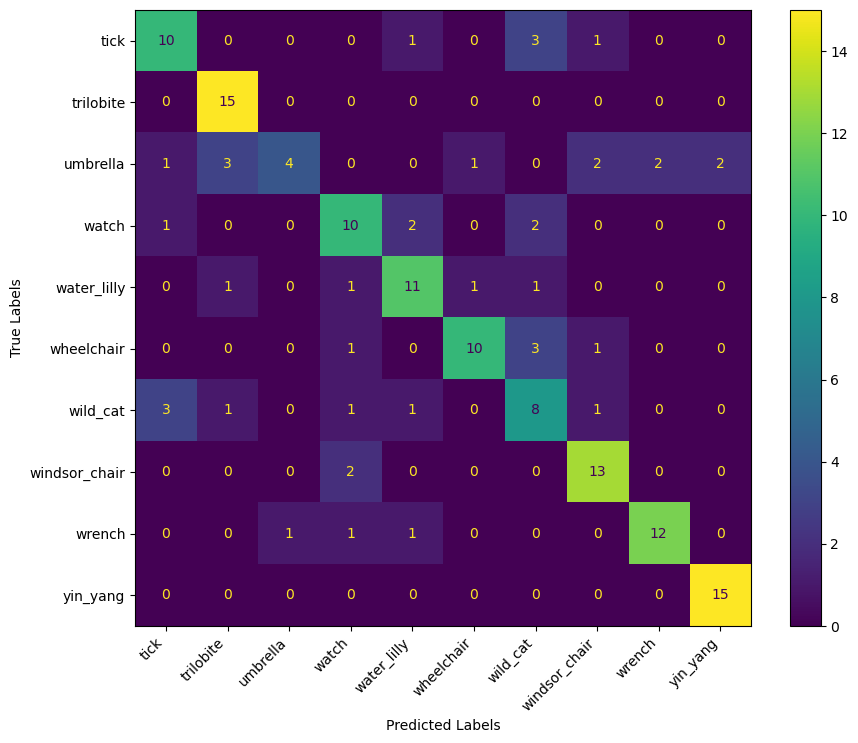 tick 10 0 0 0 1 0 3 1 0 0
trilobite 0 15 0 0 0 0 0 0 0 0
umbrella 1 3 4 0 0 1 0 2 2 2
watch 1 0 0 10 2 0 2 0 0 0
water_lilly 0 1 0 1 11 1 1 0 0 0
wheelchair 0 0 0 1 0 10 3 1 0 0
wild_cat 3 1 0 1 1 0 8 1 0 0
windsor_chair 0 0 0 2 0 0 0 13 0 0
wrench 0 0 1 1 1 0 0 0 12 0
yin_yang 0 0 0 0 0 0 0 0 0 15
True Labels
tick trilobite umbrella watch water_lilly wheelchair wild_cat windsor_chair wrench yin_yang
Predicted Labels
14
12
10
8
6
4
2
0